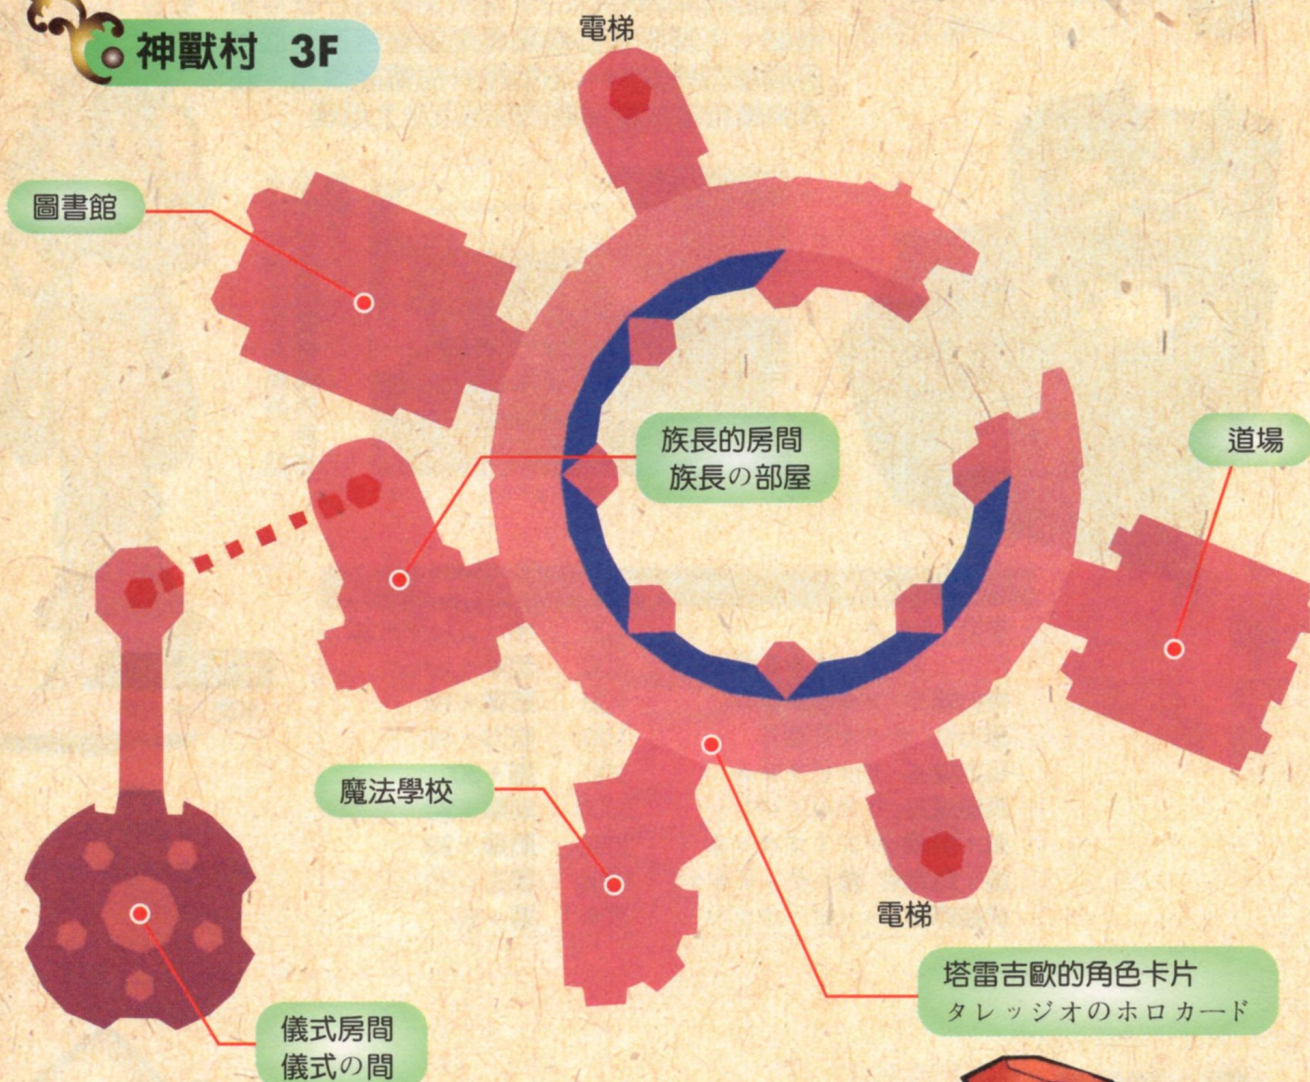 神獸村 3F
電梯
圖書館
族長的房間
族長の部屋
道場
魔法學校
電梯
塔雷吉歐的角色卡片
タレッジオのホロカード
儀式房間
儀式の間